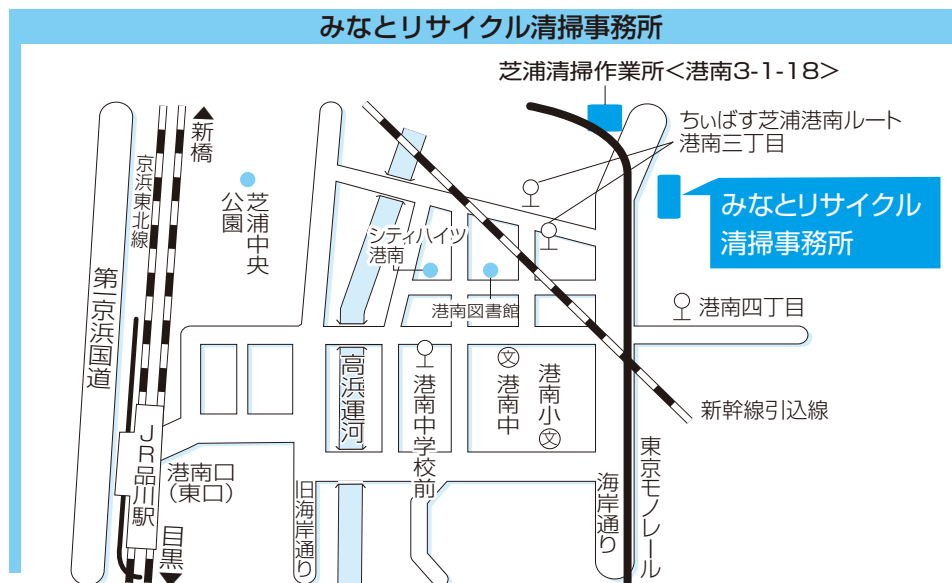 みなとリサイクル清掃事務所
芝浦清掃作業所<港南3-1-18>
ちぃばす芝浦港南ルート
港南三丁目
▲新橋
京浜東北線
芝浦中央
公園
シティハイツ
港南
みなとリサイクル
清掃事務所
第一京浜国道
港南図書館
港南四丁目
高浜運河
港南中学校前
文
港南中
港南小
文
新幹線引込線
JR品川駅
港南口
(東口)
旧海岸通り
海岸通り
東京モノレール
目黒▼